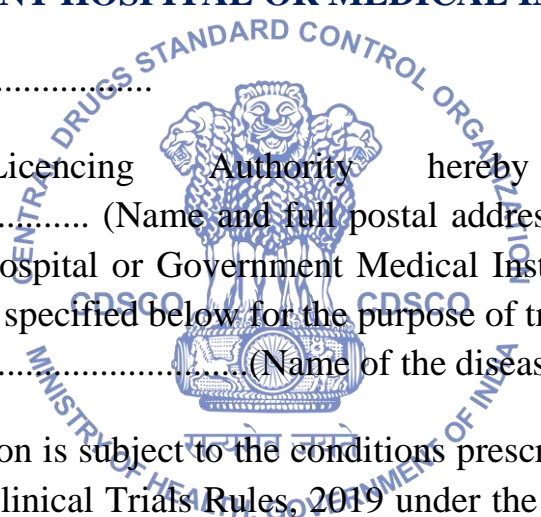 NT HOSPITAL OR MEDICAL I
CENTRAL DRUGS STANDARD CONTROL ORGANIZATION
..................
Licencing Authority hereby
.......... (Name and full postal addres
ospital or Government Medical Inst
CDSCO CDSCO
specified below for the purpose of tr
..........................(Name of the diseas
सत्यमेव जयते
on is subject to the conditions prescr
linical Trials Rules, 2019 under the
MINISTRY OF HEALTH, GOVERNMENT OF INDIA